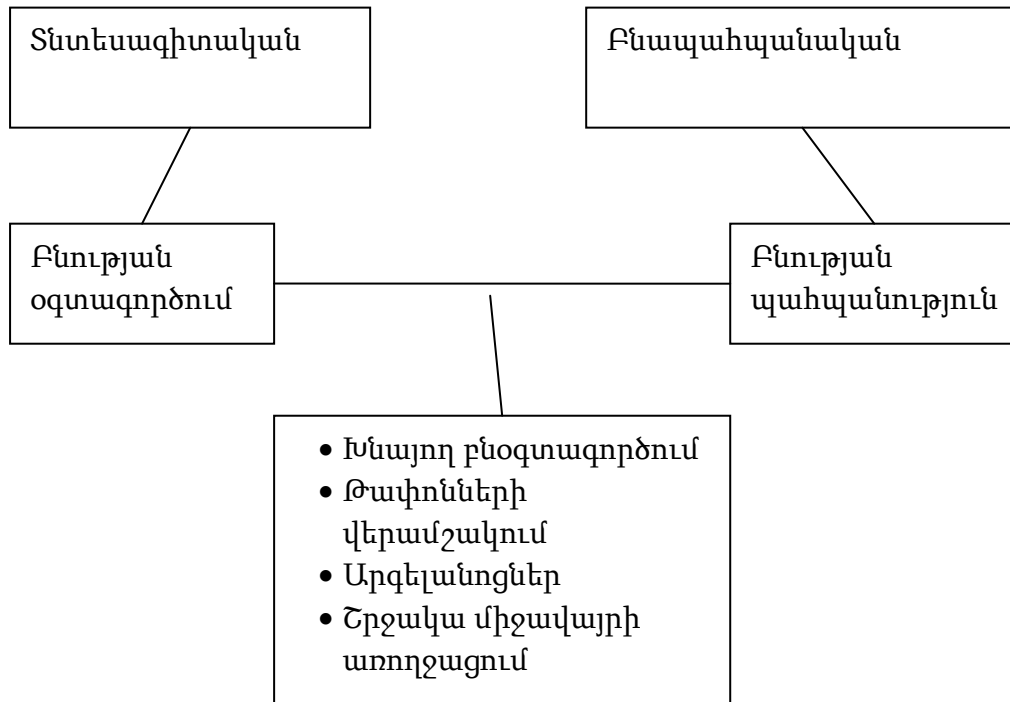 Տնտեսագիտական
Բնապահպանական
Բնության
օգտագործում
Բնության
պահպանություն
• Խնայող բնօգտագործում
• Թափոնների
վերամշակում
• Արգելանոցներ
• Շրջակա միջավայրի
առողջացում